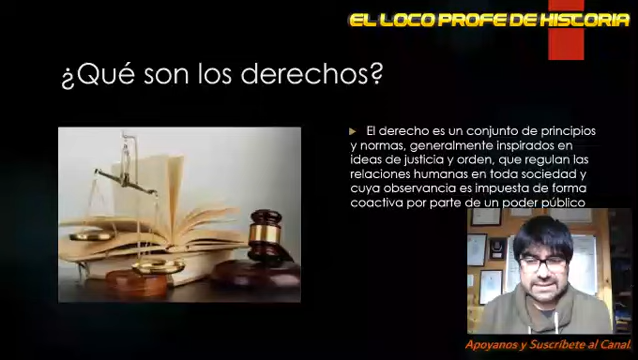 EL LOCO PROFE DE HISTORIA
¿Qué son los derechos?
El derecho es un conjunto de principios
y normas, generalmente inspirados en
ideas de justicia y orden, que regulan las
relaciones humanas en toda sociedad y
cuya observancia es impuesta de forma
coactiva por parte de un poder público
Apoyanos y Suscríbete al Canal.